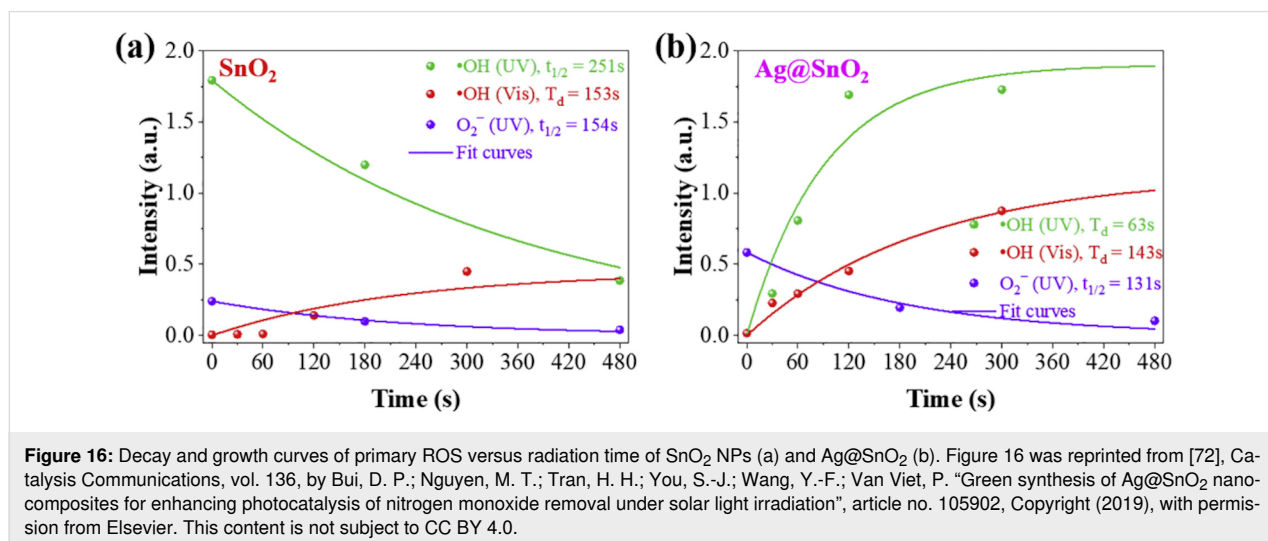 (a)
SnO₂
•OH (UV), t₁/₂ = 251s
•OH (Vis), T_d = 153s
O₂⁻ (UV), t₁/₂ = 154s
Fit curves
Intensity (a.u.)
2.0
1.5
1.0
0.5
0.0
0 60 120 180 240 300 360 420 480
Time (s)
(b)
Ag@SnO₂
•OH (UV), T_d = 63s
•OH (Vis), T_d = 143s
O₂⁻ (UV), t₁/₂ = 131s
Fit curves
Intensity (a.u.)
2.0
1.5
1.0
0.5
0.0
0 60 120 180 240 300 360 420 480
Time (s)
Figure 16: Decay and growth curves of primary ROS versus radiation time of SnO₂ NPs (a) and Ag@SnO₂ (b). Figure 16 was reprinted from [72], Ca-
talysis Communications, vol. 136, by Bui, D. P.; Nguyen, M. T.; Tran, H. H.; You, S.-J.; Wang, Y.-F.; Van Viet, P. “Green synthesis of Ag@SnO₂ nano-
composites for enhancing photocatalysis of nitrogen monoxide removal under solar light irradiation”, article no. 105902, Copyright (2019), with permis-
sion from Elsevier. This content is not subject to CC BY 4.0.